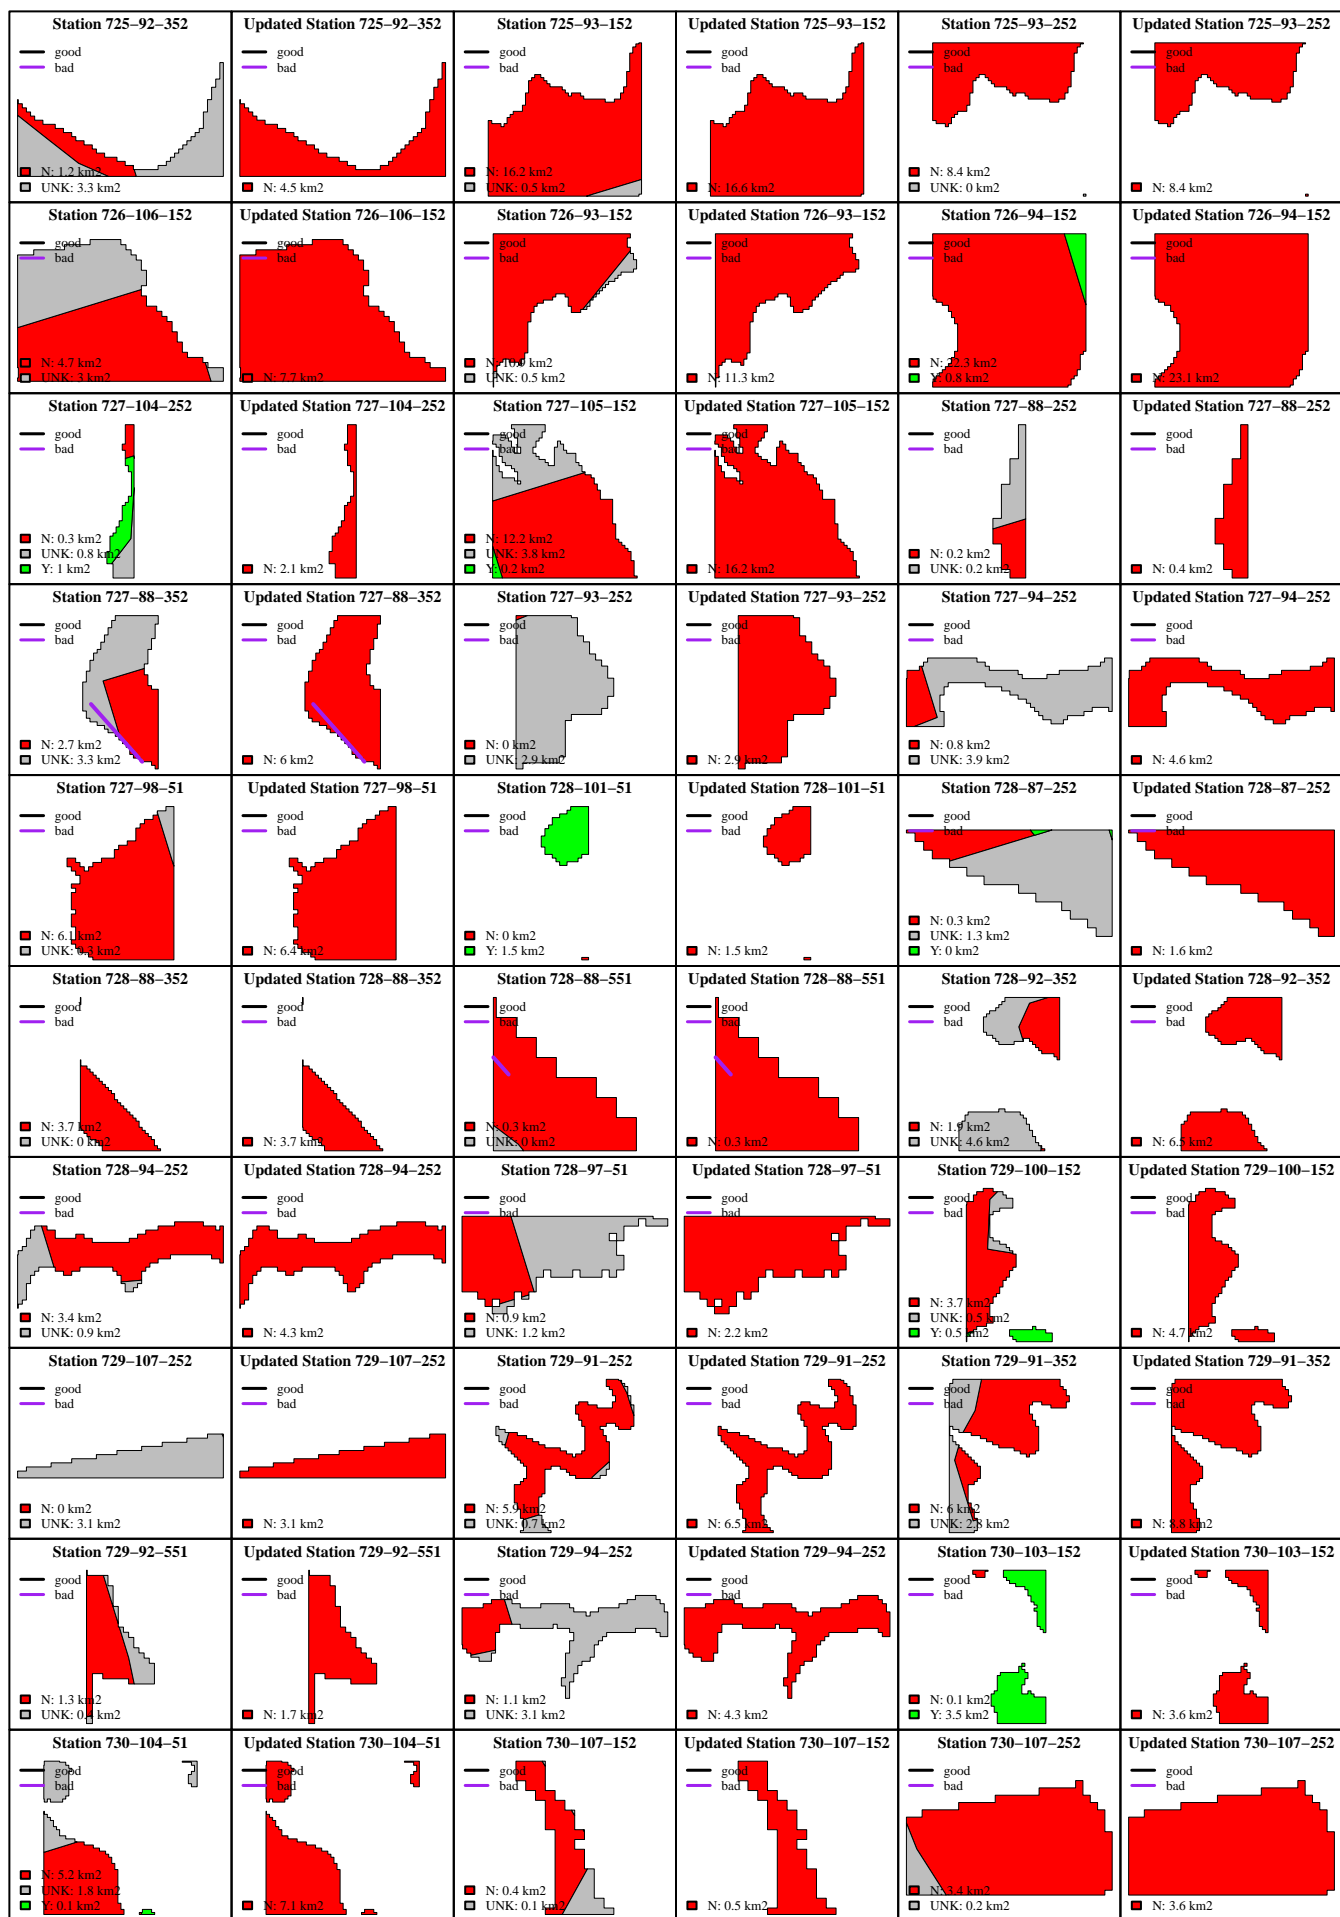 Station 725−92−352
good
bad
N: 1.2 km2
UNK: 3.3 km2
Updated Station 725−92−352
good
bad
N: 4.5 km2
Station 725−93−152
good
bad
N: 16.2 km2
UNK: 0.5 km2
Updated Station 725−93−152
good
bad
N: 16.6 km2
Station 725−93−252
good
bad
N: 8.4 km2
UNK: 0 km2
Updated Station 725−93−252
good
bad
N: 8.4 km2
Station 726−106−152
good
bad
N: 4.7 km2
UNK: 3 km2
Updated Station 726−106−152
good
bad
N: 7.7 km2
Station 726−93−152
good
bad
N: 10.9 km2
UNK: 0.5 km2
Updated Station 726−93−152
good
bad
N: 11.3 km2
Station 726−94−152
good
bad
N: 22.3 km2
Y: 0.8 km2
Updated Station 726−94−152
good
bad
N: 23.1 km2
Station 727−104−252
good
bad
N: 0.3 km2
UNK: 0.8 km2
Y: 1 km2
Updated Station 727−104−252
good
bad
N: 2.1 km2
Station 727−105−152
good
bad
N: 12.2 km2
UNK: 3.8 km2
Y: 0.2 km2
Updated Station 727−105−152
good
bad
N: 16.2 km2
Station 727−88−252
good
bad
N: 0.2 km2
UNK: 0.2 km2
Updated Station 727−88−252
good
bad
N: 0.4 km2
Station 727−88−352
good
bad
N: 2.7 km2
UNK: 3.3 km2
Updated Station 727−88−352
good
bad
N: 6 km2
Station 727−93−252
good
bad
N: 0 km2
UNK: 2.9 km2
Updated Station 727−93−252
good
bad
N: 2.9 km2
Station 727−94−252
good
bad
N: 0.8 km2
UNK: 3.9 km2
Updated Station 727−94−252
good
bad
N: 4.6 km2
Station 727−98−51
good
bad
N: 6.1 km2
UNK: 0.3 km2
Updated Station 727−98−51
good
bad
N: 6.4 km2
Station 728−101−51
good
bad
N: 0 km2
Y: 1.5 km2
Updated Station 728−101−51
good
bad
N: 1.5 km2
Station 728−87−252
good
bad
N: 0.3 km2
UNK: 1.3 km2
Y: 0 km2
Updated Station 728−87−252
good
bad
N: 1.6 km2
Station 728−88−352
good
bad
N: 3.7 km2
UNK: 0 km2
Updated Station 728−88−352
good
bad
N: 3.7 km2
Station 728−88−551
good
bad
N: 0.3 km2
UNK: 0 km2
Updated Station 728−88−551
good
bad
N: 0.3 km2
Station 728−92−352
good
bad
N: 1.9 km2
UNK: 4.6 km2
Updated Station 728−92−352
good
bad
N: 6.5 km2
Station 728−94−252
good
bad
N: 3.4 km2
UNK: 0.9 km2
Updated Station 728−94−252
good
bad
N: 4.3 km2
Station 728−97−51
good
bad
N: 0.9 km2
UNK: 1.2 km2
Updated Station 728−97−51
good
bad
N: 2.2 km2
Station 729−100−152
good
bad
N: 3.7 km2
UNK: 0.5 km2
Y: 0.5 km2
Updated Station 729−100−152
good
bad
N: 4.7 km2
Station 729−107−252
good
bad
N: 0 km2
UNK: 3.1 km2
Updated Station 729−107−252
good
bad
N: 3.1 km2
Station 729−91−252
good
bad
N: 5.9 km2
UNK: 0.7 km2
Updated Station 729−91−252
good
bad
N: 6.5 km2
Station 729−91−352
good
bad
N: 6 km2
UNK: 2.8 km2
Updated Station 729−91−352
good
bad
N: 8.8 km2
Station 729−92−551
good
bad
N: 1.3 km2
UNK: km2
Updated Station 729−92−551
good
bad
N: 1.7 km2
Station 729−94−252
good
bad
N: 1.1 km2
UNK: 3.1 km2
Updated Station 729−94−252
good
bad
N: 4.3 km2
Station 730−103−152
good
bad
N: 0.1 km2
Y: 3.5 km2
Updated Station 730−103−152
good
bad
N: 3.6 km2
Station 730−104−51
good
bad
N: 5.2 km2
UNK: 1.8 km2
Y: 0.1 km2
Updated Station 730−104−51
good
bad
N: 7.1 km2
Station 730−107−152
good
bad
N: 0.4 km2
UNK: 0.1 km2
Updated Station 730−107−152
good
bad
N: 0.5 km2
Station 730−107−252
good
bad
N: 3.4 km2
UNK: 0.2 km2
Updated Station 730−107−252
good
bad
N: 3.6 km2